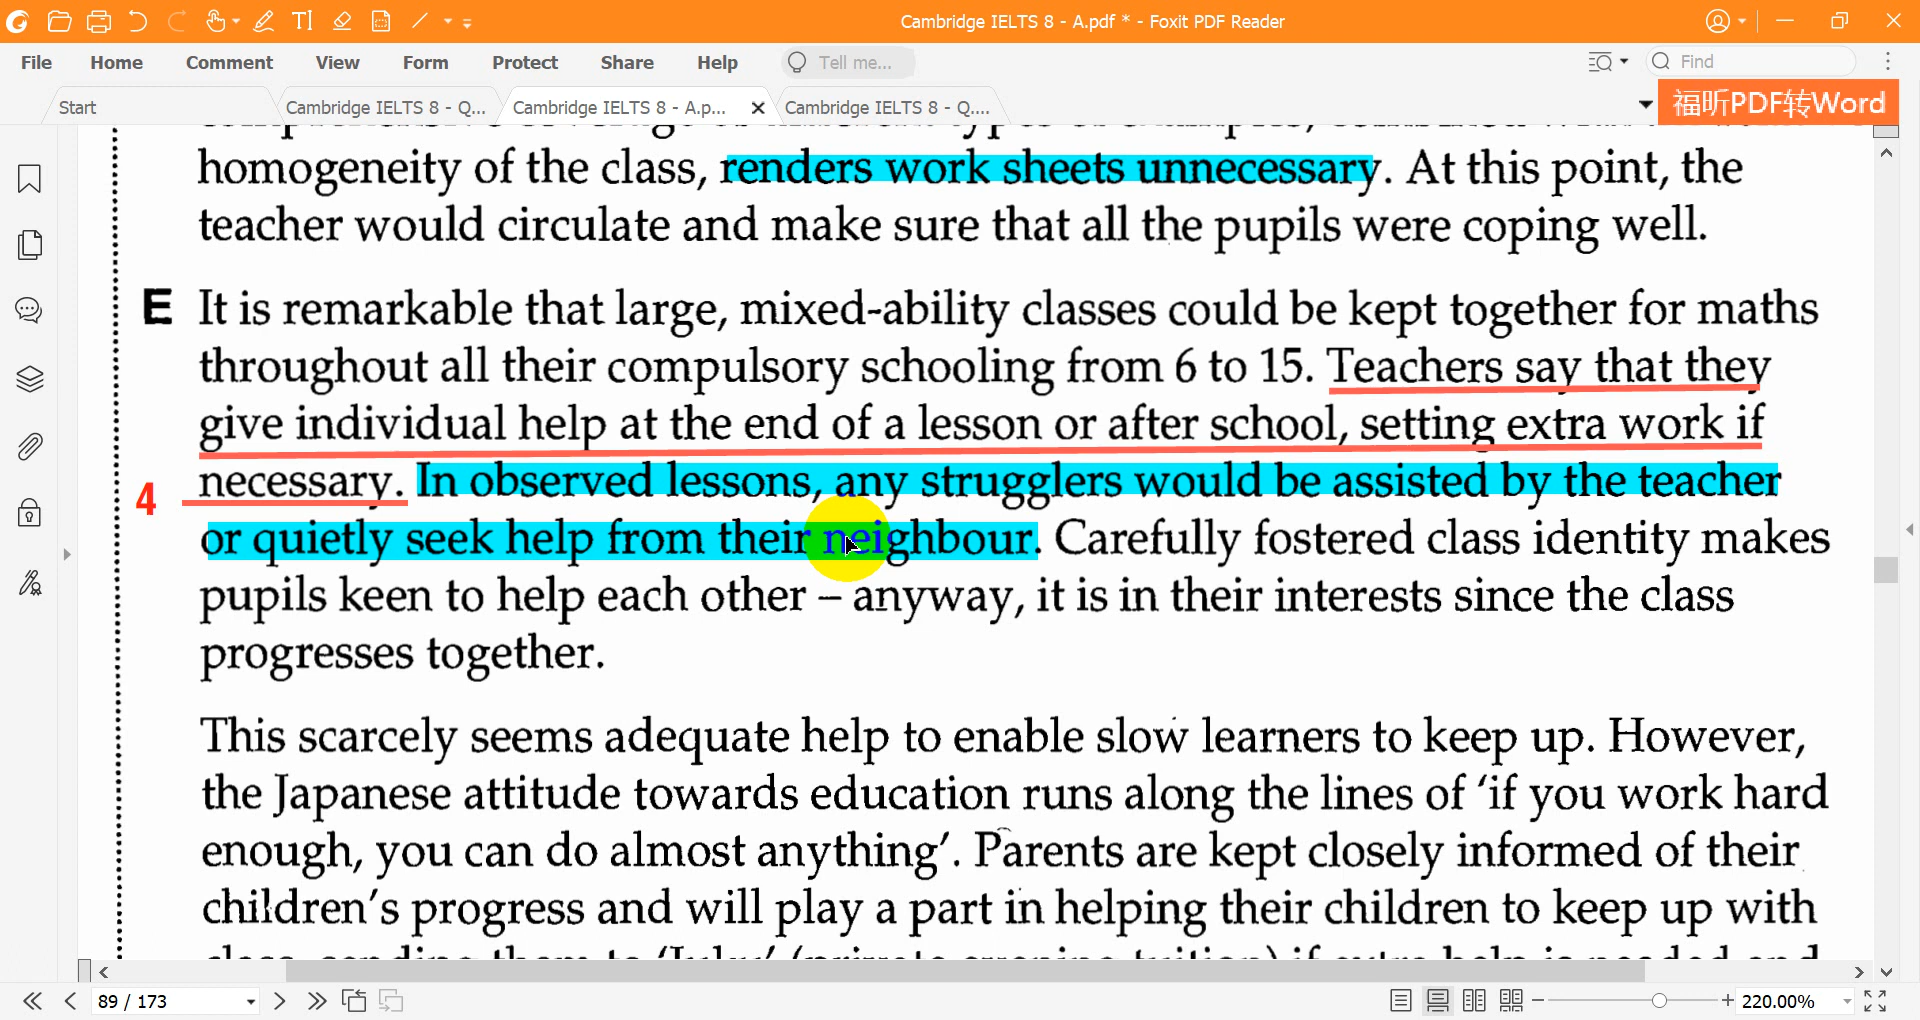 Cambridge IELTS 8 - A.pdf * - Foxit PDF Reader
File Home Comment View Form Protect Share Help Tell me... Find
Start Cambridge IELTS 8 - Q... Cambridge IELTS 8 - A.p... Cambridge IELTS 8 - Q.... 福昕PDF转Word
homogeneity of the class, renders work sheets unnecessary. At this point, the
teacher would circulate and make sure that all the pupils were coping well.
E It is remarkable that large, mixed-ability classes could be kept together for maths
throughout all their compulsory schooling from 6 to 15. Teachers say that they
give individual help at the end of a lesson or after school, setting extra work if
4 necessary. In observed lessons, any strugglers would be assisted by the teacher
or quietly seek help from their neighbour. Carefully fostered class identity makes
pupils keen to help each other – anyway, it is in their interests since the class
progresses together.
This scarcely seems adequate help to enable slow learners to keep up. However,
the Japanese attitude towards education runs along the lines of ‘if you work hard
enough, you can do almost anything’. Parents are kept closely informed of their
children’s progress and will play a part in helping their children to keep up with
89 / 173 220.00%